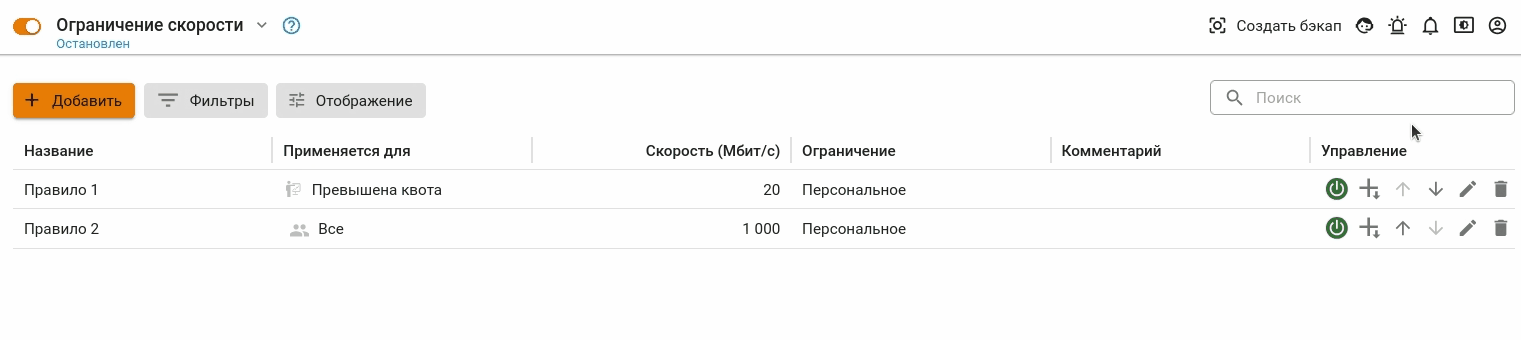 Ограничение скорости
Создать бэкап
Остановлен
Добавить Фильтры Отображение Поиск
Название Применяется для Скорость (Мбит/с) Ограничение Комментарий Управление
Правило 1 Превышена квота 20 Персональное
Правило 2 Все 1 000 Персональное